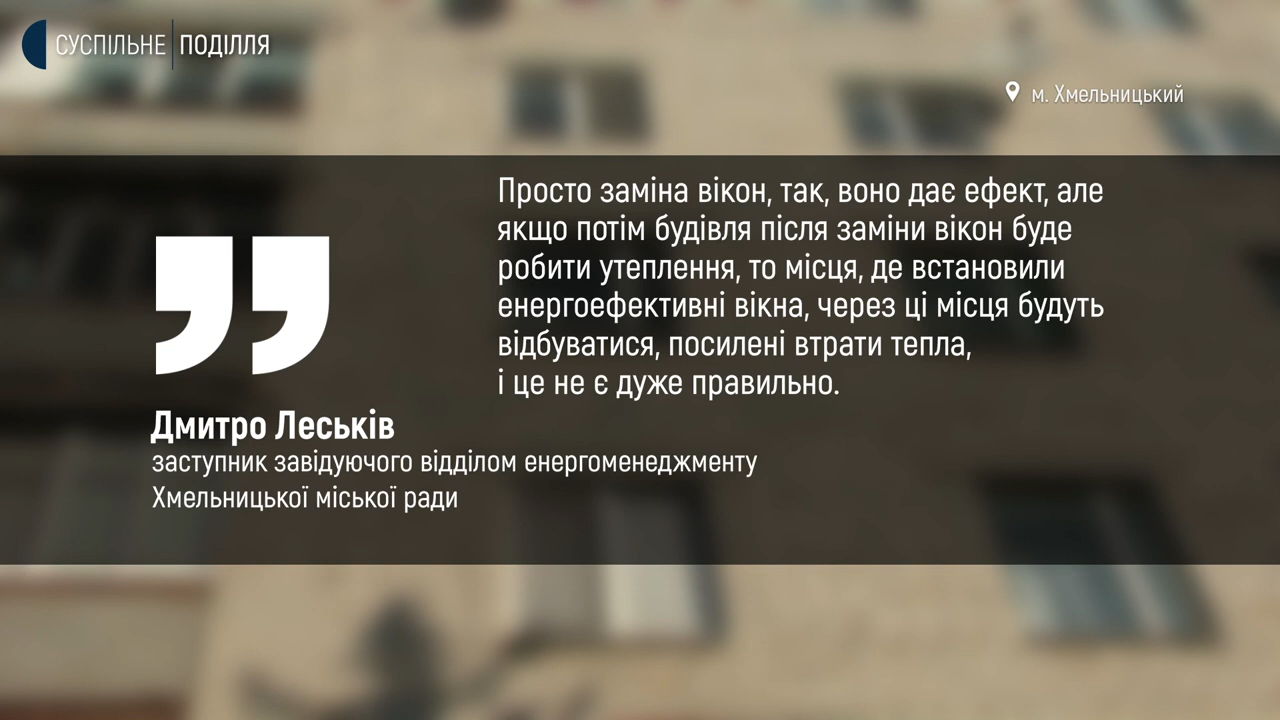 СУСПІЛЬНЕ ПОДІЛЛЯ
м. Хмельницький
Просто заміна вікон, так, воно дає ефект, але
якщо потім будівля після заміни вікон буде
робити утеплення, то місця, де встановили
енергоефективні вікна, через ці місця будуть
відбуватися, посилені втрати тепла,
і це не є дуже правильно.
Дмитро Леськів
заступник завідуючого відділом енергоменеджменту
Хмельницької міської ради